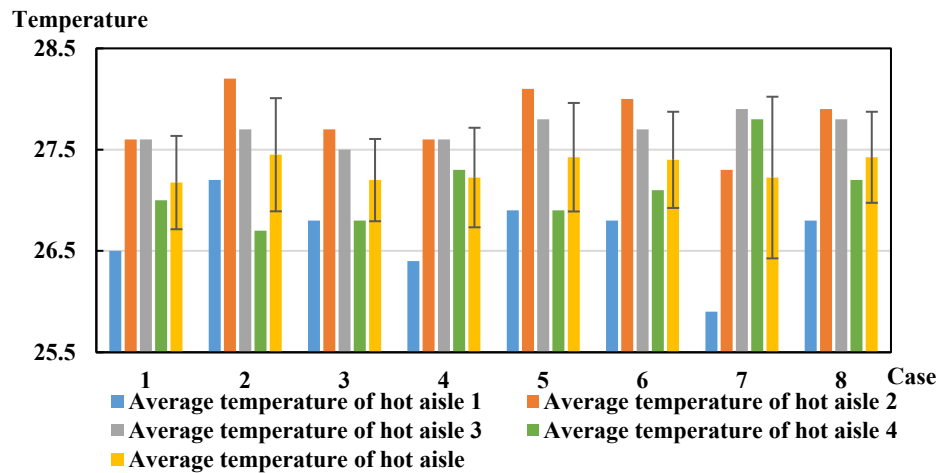 Temperature
28.5
27.5
26.5
25.5
1 2 3 4 5 6 7 8 Case
Average temperature of hot aisle 1 Average temperature of hot aisle 2
Average temperature of hot aisle 3 Average temperature of hot aisle 4
Average temperature of hot aisle